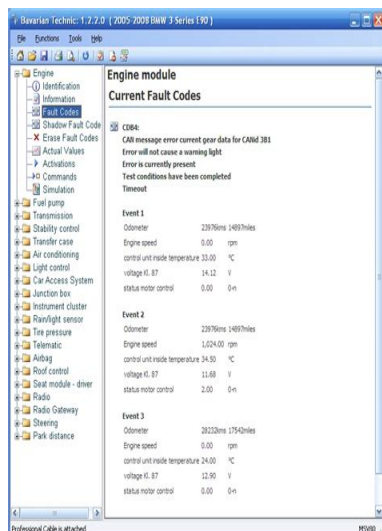 Bavarian Technic: 1.2.2.0 ( 2005-2008 BMW 3-Series E90 )
File Functions Tools Help
Engine
Identification
Information
Fault Codes
Shadow Fault Code
Erase Fault Codes
Actual Values
Activations
Commands
Simulation
Fuel pump
Transmission
Stability control
Transfer case
Air conditioning
Light control
Car Access System
Junction box
Instrument cluster
Rain/light sensor
Tire pressure
Telematic
Airbag
Roof control
Seat module - driver
Radio
Radio Gateway
Steering
Park distance
Engine module
Current Fault Codes
CDB4:
CAN message error current gear data for CANid 3B1
Error will not cause a warning light
Error is currently present
Test conditions have been completed
Timeout
Event 1
Odometer 23976kms 14897miles
Engine speed 0.00 rpm
control unit inside temperature 33.00 °C
voltage Kl. 87 14.12 V
status motor control 0.00 0-n
Event 2
Odometer 23976kms 14897miles
Engine speed 1,024.00 rpm
control unit inside temperature 34.50 °C
voltage Kl. 87 11.68 V
status motor control 2.00 0-n
Event 3
Odometer 28232kms 17542miles
Engine speed 0.00 rpm
control unit inside temperature 24.00 °C
voltage Kl. 87 12.90 V
status motor control 0.00 0-n
Professional Cable is attached MSV80